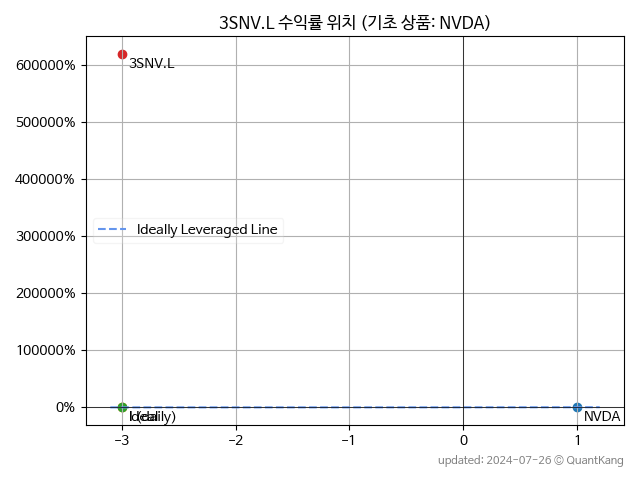 3SNV.L 수익률 위치 (기초 상품: NVDA)
600000%
3SNV.L
500000%
400000%
300000%
Ideally Leveraged Line
200000%
100000%
0%
(daily)
NVDA
-3
-2
-1
0
1
updated: 2024-07-26 © QuantKang